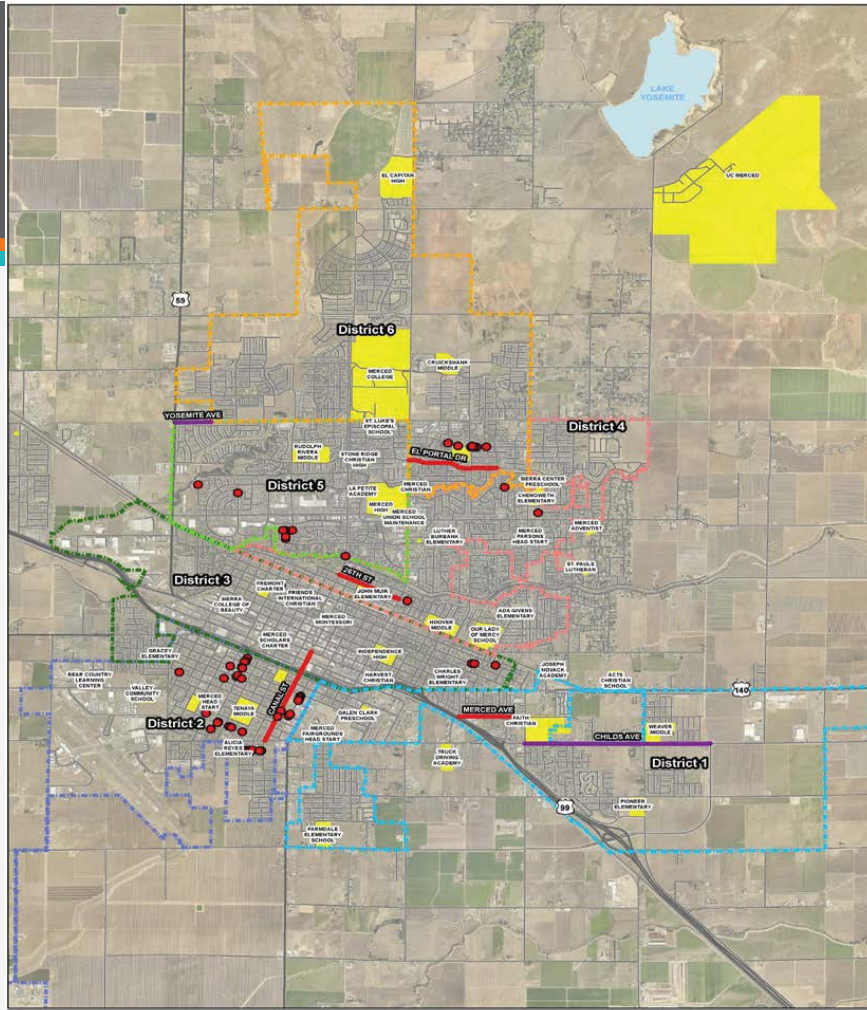 LAKE
YOSEMITE
EL CAPITAN
HIGH
UC MERCED
59
District 6
MERCED
COLLEGE
CRUICKSHANK
MIDDLE
YOSEMITE AVE
ST. LUKE'S
EPISCOPAL
SCHOOL
District 4
RUDOLPH
RIVERA
MIDDLE
STONE RIDGE
CHRISTIAN
HIGH
EL PORTAL DR
District 5
LA PETITE
ACADEMY
MERCED
CHRISTIAN
SIERRA CENTER
PRESCHOOL
CHENOWETH
ELEMENTARY
MERCED
HIGH
MERCED
UNION SCHOOL
MAINTENANCE
LUTHER
BURBANK
ELEMENTARY
MERCED
PARSONS
HEAD START
MERCED
ADVENTIST
ST. PAULS
LUTHERAN
District 3
26TH ST
FREMONT
CHARTER
SIERRA
COLLEGE OF
BEAUTY
FRIENDS
INTERNATIONAL
CHRISTIAN
JOHN MUIR
ELEMENTARY
ADA GIVENS
ELEMENTARY
MERCED
MONTESSORI
HOOVER
MIDDLE
OUR LADY
OF MERCY
SCHOOL
MERCED
SCHOLARS
CHARTER
GRACEY
ELEMENTARY
INDEPENDENCE
HIGH
BEAR COUNTRY
LEARNING
CENTER
HARVEST
CHRISTIAN
CHARLES
WRIGHT
ELEMENTARY
JOSEPH
NOVACK
ACADEMY
ACTS
CHRISTIAN
SCHOOL
140
VALLEY
COMMUNITY
SCHOOL
MERCED
HEAD
START
TENAYA
MIDDLE
CANAL ST
GALEN CLARK
PRESCHOOL
MERCED AVE
FAITH
CHRISTIAN
WEAVER
MIDDLE
District 2
MERCED
FAIRGROUNDS
HEAD START
ALICIA
REYES
ELEMENTARY
TRUCK
DRIVING
ACADEMY
CHILDS AVE
District 1
99
PIONEER
ELEMENTARY
FARMDALE
ELEMENTARY
SCHOOL